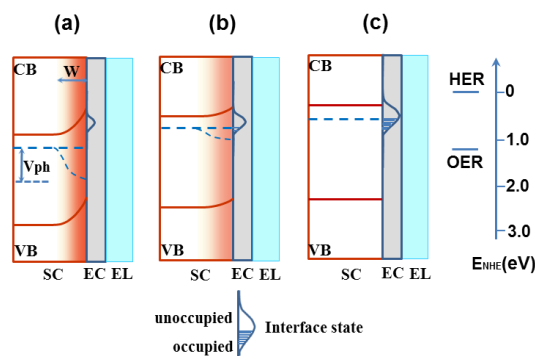 (a)
(b)
(c)
CB
W
CB
CB
HER
0
Vph
1.0
OER
2.0
VB
VB
VB
3.0
SC EC EL
SC EC EL
SC EC EL
ENHE(eV)
unoccupied
Interface state
occupied